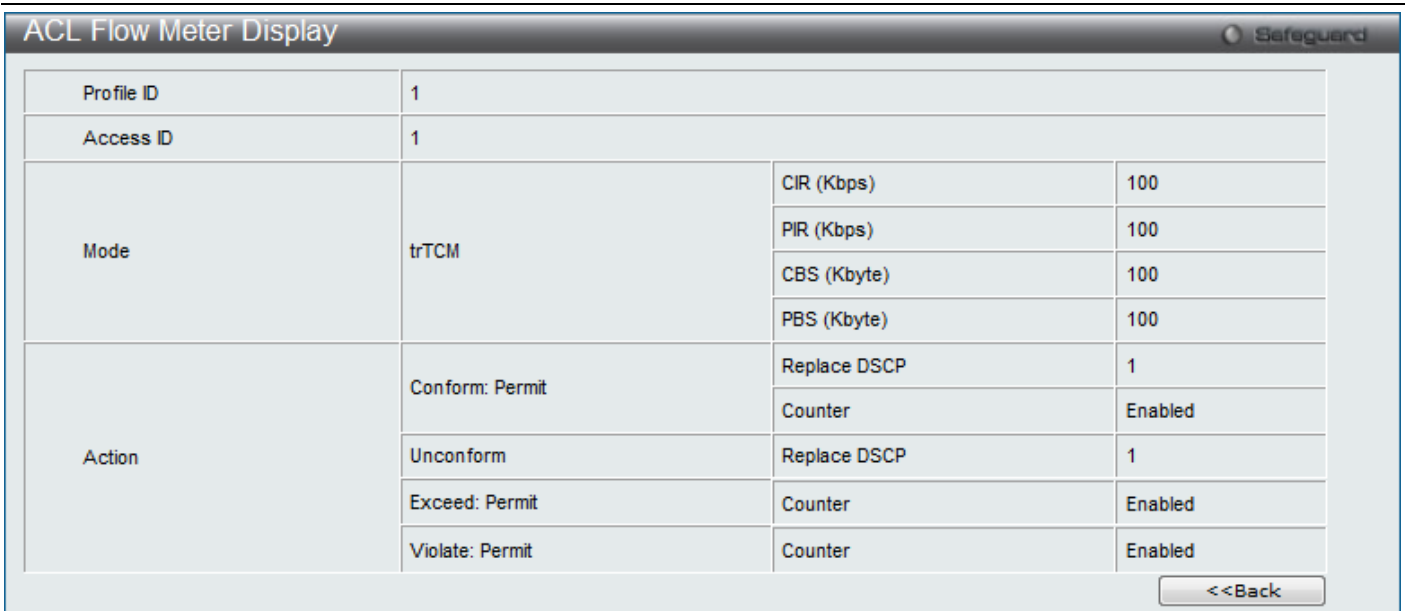 ACL Flow Meter Display
Safeguard
Profile ID 1
Access ID 1
Mode trTCM CIR (Kbps) 100
PIR (Kbps) 100
CBS (Kbyte) 100
PBS (Kbyte) 100
Action Conform: Permit Replace DSCP 1
Counter Enabled
Unconform Replace DSCP 1
Exceed: Permit Counter Enabled
Violate: Permit Counter Enabled
<<Back